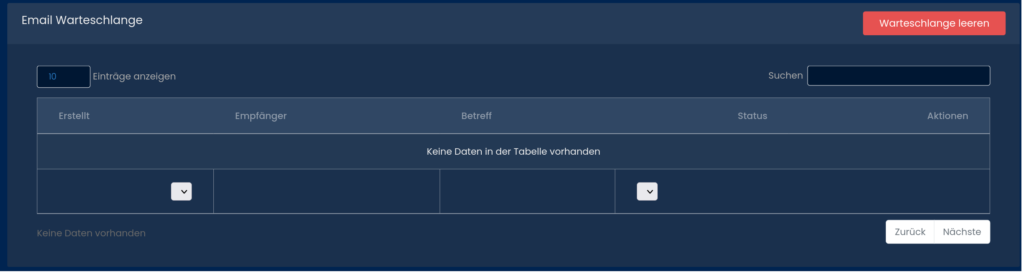 Email Warteschlange
Warteschlange leeren
10 Einträge anzeigen
Suchen
Erstellt Empfänger Betreff Status Aktionen
Keine Daten in der Tabelle vorhanden
Keine Daten vorhanden
Zurück Nächste